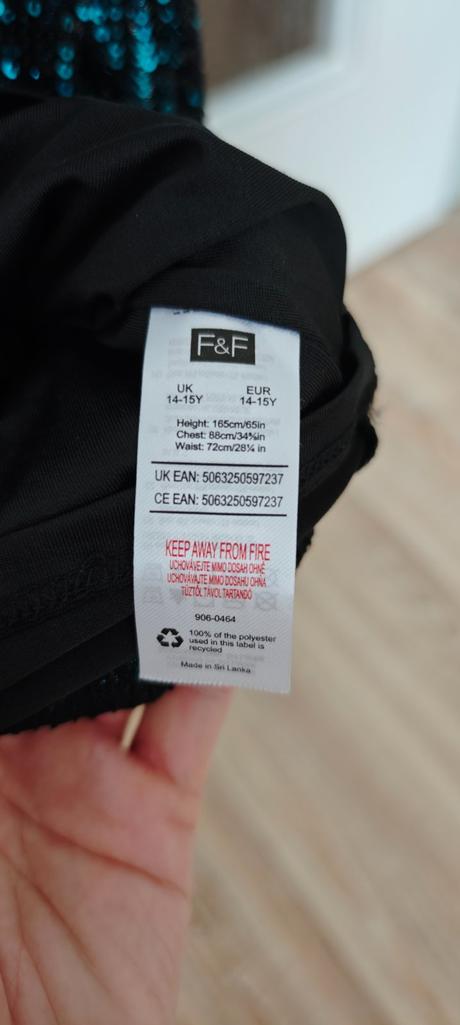 F&F
UK EUR
14-15Y 14-15Y
Height: 165cm/65in
Chest: 88cm/34⅝in
Waist: 72cm/28¼ in
UK EAN: 5063250597237
CE EAN: 5063250597237
KEEP AWAY FROM FIRE
UCHOVÁVEJTE MIMO DOSAH OHNĚ
UCHOVÁVAJTE MIMO DOSAHU OHŇA
TŰZTŐL TÁVOL TARTANDÓ
906-0464
100% of the polyester
used in this label is
recycled
Made in Sri Lanka